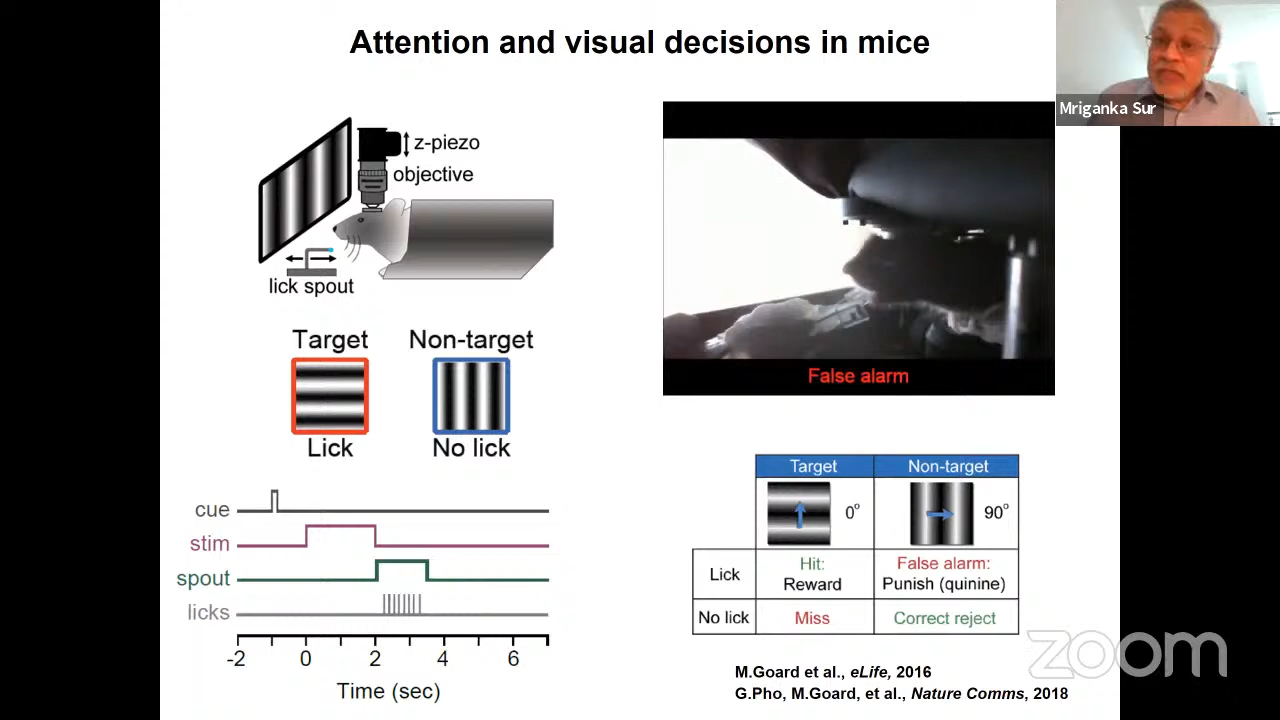 Attention and visual decisions in mice
Mriganka Sur
z-piezo
objective
lick spout
Target Non-target
Lick No lick
cue
stim
spout
licks
-2 0 2 4 6
Time (sec)
False alarm
Target Non-target
0° 90°
Lick Hit: Reward False alarm: Punish (quinine)
No lick Miss Correct reject
M.Goard et al., eLife, 2016
G.Pho, M.Goard, et al., Nature Comms, 2018
zoom